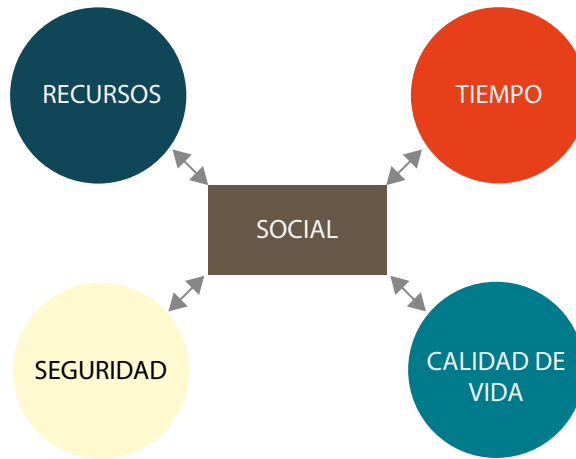 RECURSOS
TIEMPO
SOCIAL
SEGURIDAD
CALIDAD DE
VIDA